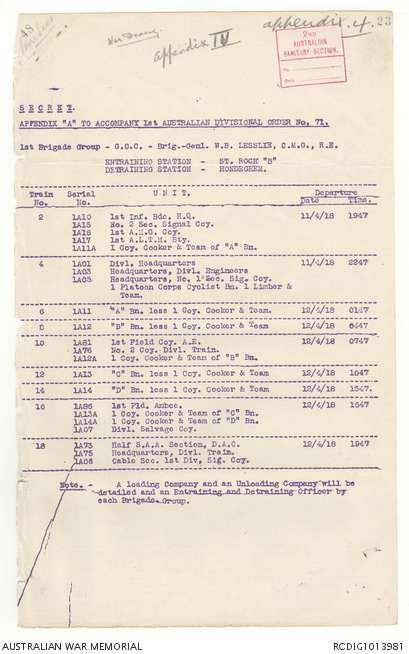 48
War Diary
appendix IV
appendix. 4. 23
2ND
AUSTRALIAN
SANITARY SECTION.
No.
Date
SECRET.
APPENDIX "A" TO ACCOMPANY 1st AUSTRALIAN DIVISIONAL ORDER No. 71.
1st Brigade Group - G.O.C. - Brig.-Genl. W.B. LESSLIE, C.M.G., R.E.
ENTRAINING STATION - ST. ROCH "B"
DETRAINING STATION - HONDEGHEM.
Train No. Serial No. UNIT. Departure Date Time.
2 1A10 1st Inf. Bde. H.Q. 11/4/18 1947
1A15 No. 2 Sec. Signal Coy.
1A16 1st A.M.G. Coy.
1A17 1st A.L.T.M. Bty.
1A11A 1 Coy. Cooker & Team of "A" Bn.
4 1A01 Divl. Headquarters 11/4/18 2247
1A03 Headquarters, Divl. Engineers
1A05 Headquarters, No. 1 Sec. Sig. Coy.
1 Platoon Corps Cyclist Bn. 1 Limber &
Team.
6 1A11 "A" Bn. less 1 Coy. Cooker & Team. 12/4/18 0147
8 1A12 "B" Bn. less 1 Coy. Cooker & Team 12/4/18 0447
10 1A81 1st Field Coy. A.E. 12/4/18 0747
1A76 No. 2 Coy. Divl. Train.
1A12A 1 Coy. Cooker & Team of "B" Bn.
12 1A13 "C" Bn. less 1 Coy. Cooker & Team 12/4/18 1047
14 1A14 "D" Bn. less 1 Coy. Cooker & Team 12/4/18 1347.
16 1A86 1st Fld. Ambce. 12/4/18 1647
1A13A 1 Coy. Cooker & Team of "C" Bn.
1A14A 1 Coy. Cooker & Team of "D" Bn.
1A07 Divl. Salvage Coy.
18 1A73 Half S.A.A. Section, D.A.C. 12/4/18 1947
1A75 Headquarters, Divl. Train.
1A06 Cable Sec. 1st Div, Sig. Coy.
Note. - A loading Company and an Unloading Company will be
detailed and an Entraining and Detraining Officer by
each Brigade Group.
AUSTRALIAN WAR MEMORIAL
RCDIG1013981